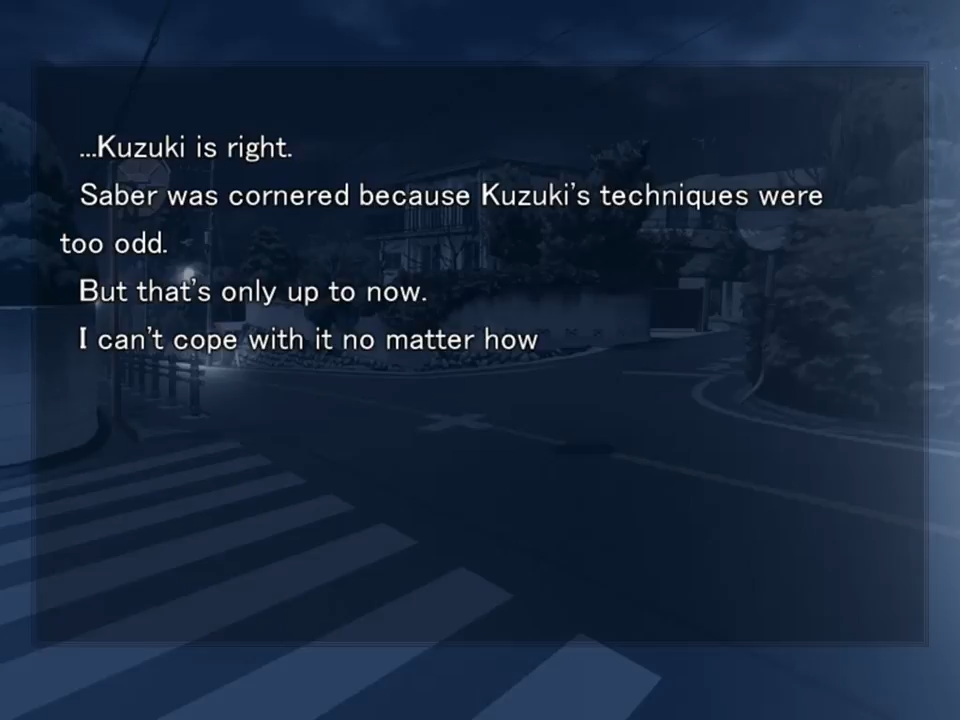 ...Kuzuki is right.
Saber was cornered because Kuzuki's techniques were
too odd.
But that's only up to now.
I can't cope with it no matter how